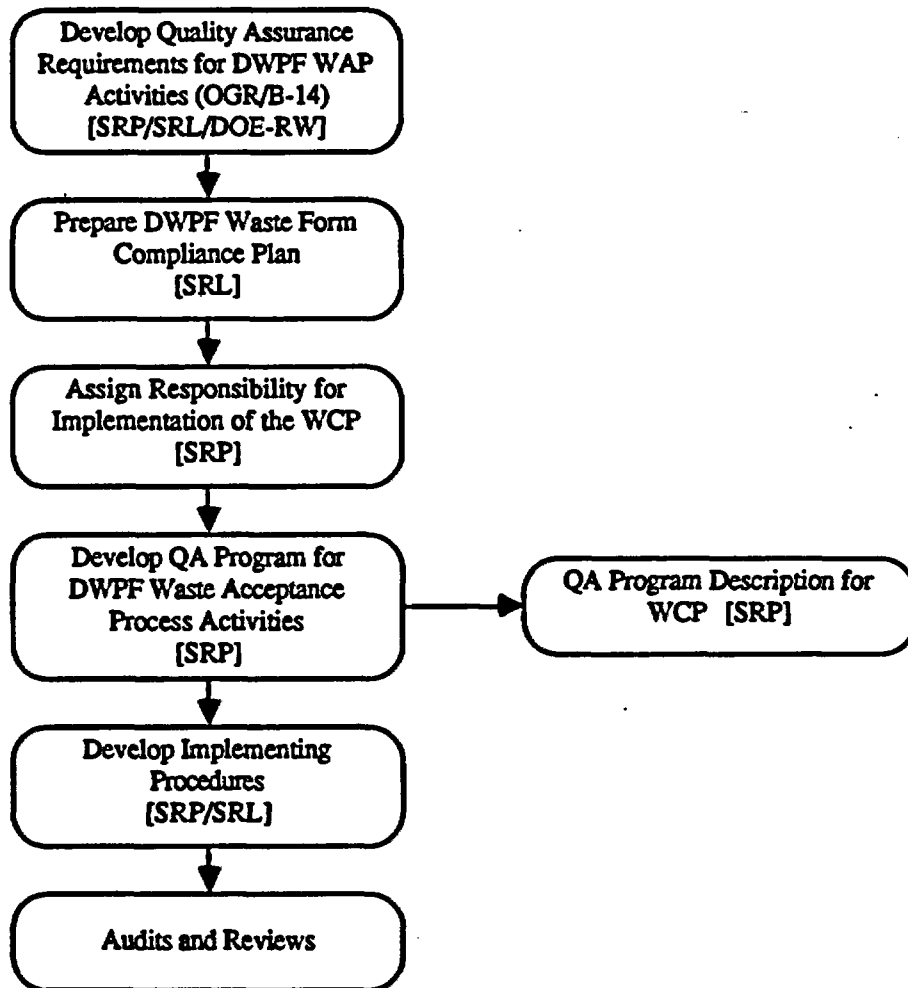 Develop Quality Assurance
Requirements for DWPF WAP
Activities (OGR/B-14)
[SRP/SRL/DOE-RW]
Prepare DWPF Waste Form
Compliance Plan
[SRL]
Assign Responsibility for
Implementation of the WCP
[SRP]
Develop QA Program for
DWPF Waste Acceptance
Process Activities
[SRP]
QA Program Description for
WCP [SRP]
Develop Implementing
Procedures
[SRP/SRL]
Audits and Reviews